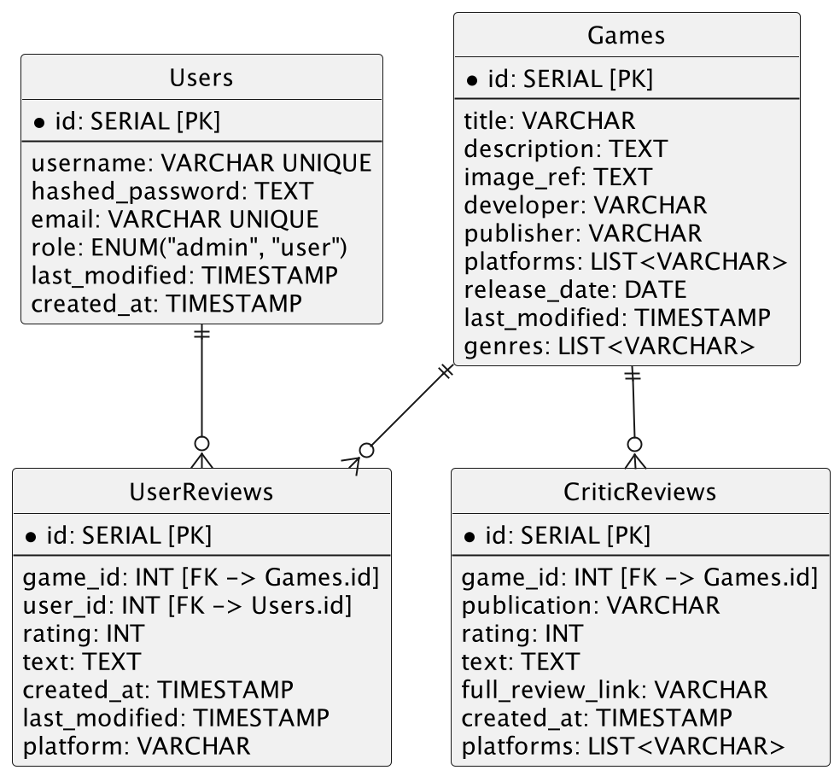 Users
id: SERIAL [PK]
username: VARCHAR UNIQUE
hashed_password: TEXT
email: VARCHAR UNIQUE
role: ENUM("admin", "user")
last_modified: TIMESTAMP
created_at: TIMESTAMP
Games
id: SERIAL [PK]
title: VARCHAR
description: TEXT
image_ref: TEXT
developer: VARCHAR
publisher: VARCHAR
platforms: LIST<VARCHAR>
release_date: DATE
last_modified: TIMESTAMP
genres: LIST<VARCHAR>
UserReviews
id: SERIAL [PK]
game_id: INT [FK -> Games.id]
user_id: INT [FK -> Users.id]
rating: INT
text: TEXT
created_at: TIMESTAMP
last_modified: TIMESTAMP
platform: VARCHAR
CriticReviews
id: SERIAL [PK]
game_id: INT [FK -> Games.id]
publication: VARCHAR
rating: INT
text: TEXT
full_review_link: VARCHAR
created_at: TIMESTAMP
platforms: LIST<VARCHAR>